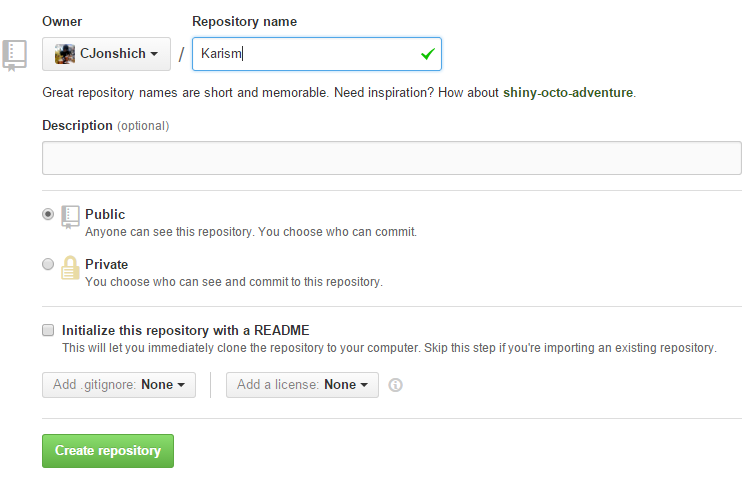 Owner Repository name
CJonshich / Karism
Great repository names are short and memorable. Need inspiration? How about shiny-octo-adventure.
Description (optional)
Public
Anyone can see this repository. You choose who can commit.
Private
You choose who can see and commit to this repository.
Initialize this repository with a README
This will let you immediately clone the repository to your computer. Skip this step if you're importing an existing repository.
Add .gitignore: None Add a license: None
Create repository